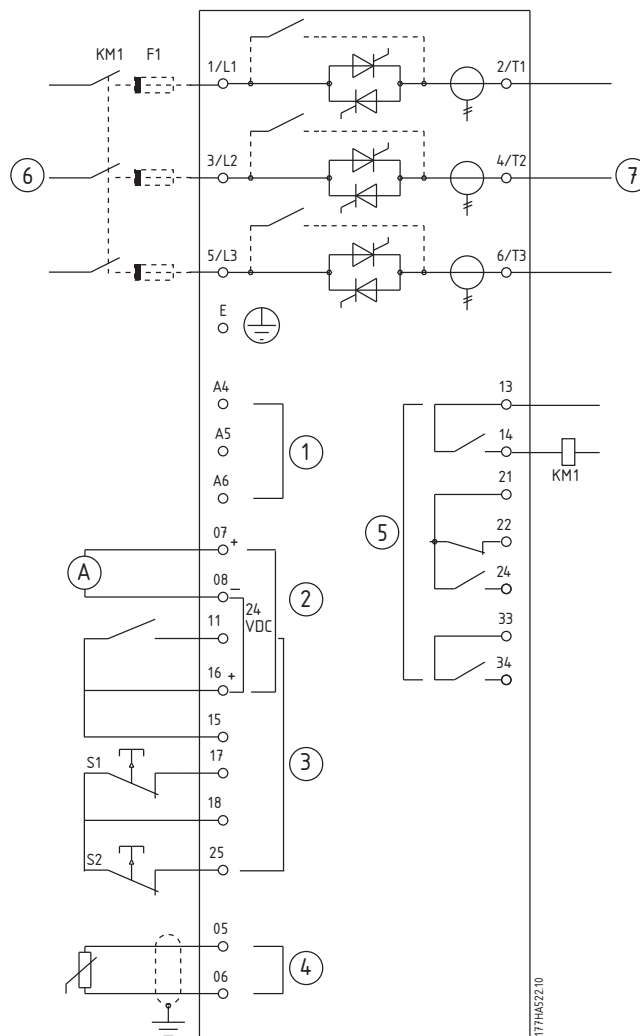 KM1 F1
1/L1 2/T1
3/L2 4/T2
6 7
5/L3 6/T3
E
A4 13
A5 14
1 KM1
A6 21
5 22
07 +
A 2 24
08 –
24 VDC
11 33
16 + 34
15
S1 17 3
18
S2 25
05
4
06
177HA522.10